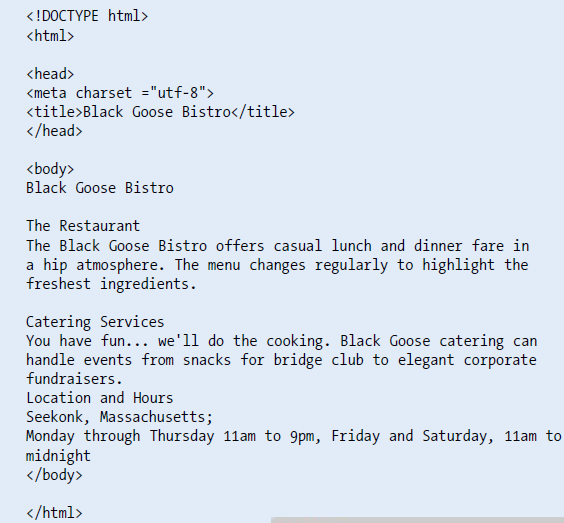 <!DOCTYPE html>
<html>
<head>
<meta charset ="utf-8">
<title>Black Goose Bistro</title>
</head>
<body>
Black Goose Bistro
The Restaurant
The Black Goose Bistro offers casual lunch and dinner fare in
a hip atmosphere. The menu changes regularly to highlight the
freshest ingredients.
Catering Services
You have fun... we'll do the cooking. Black Goose catering can
handle events from snacks for bridge club to elegant corporate
fundraisers.
Location and Hours
Seekonk, Massachusetts;
Monday through Thursday 11am to 9pm, Friday and Saturday, 11am to
midnight
</body>
</html>